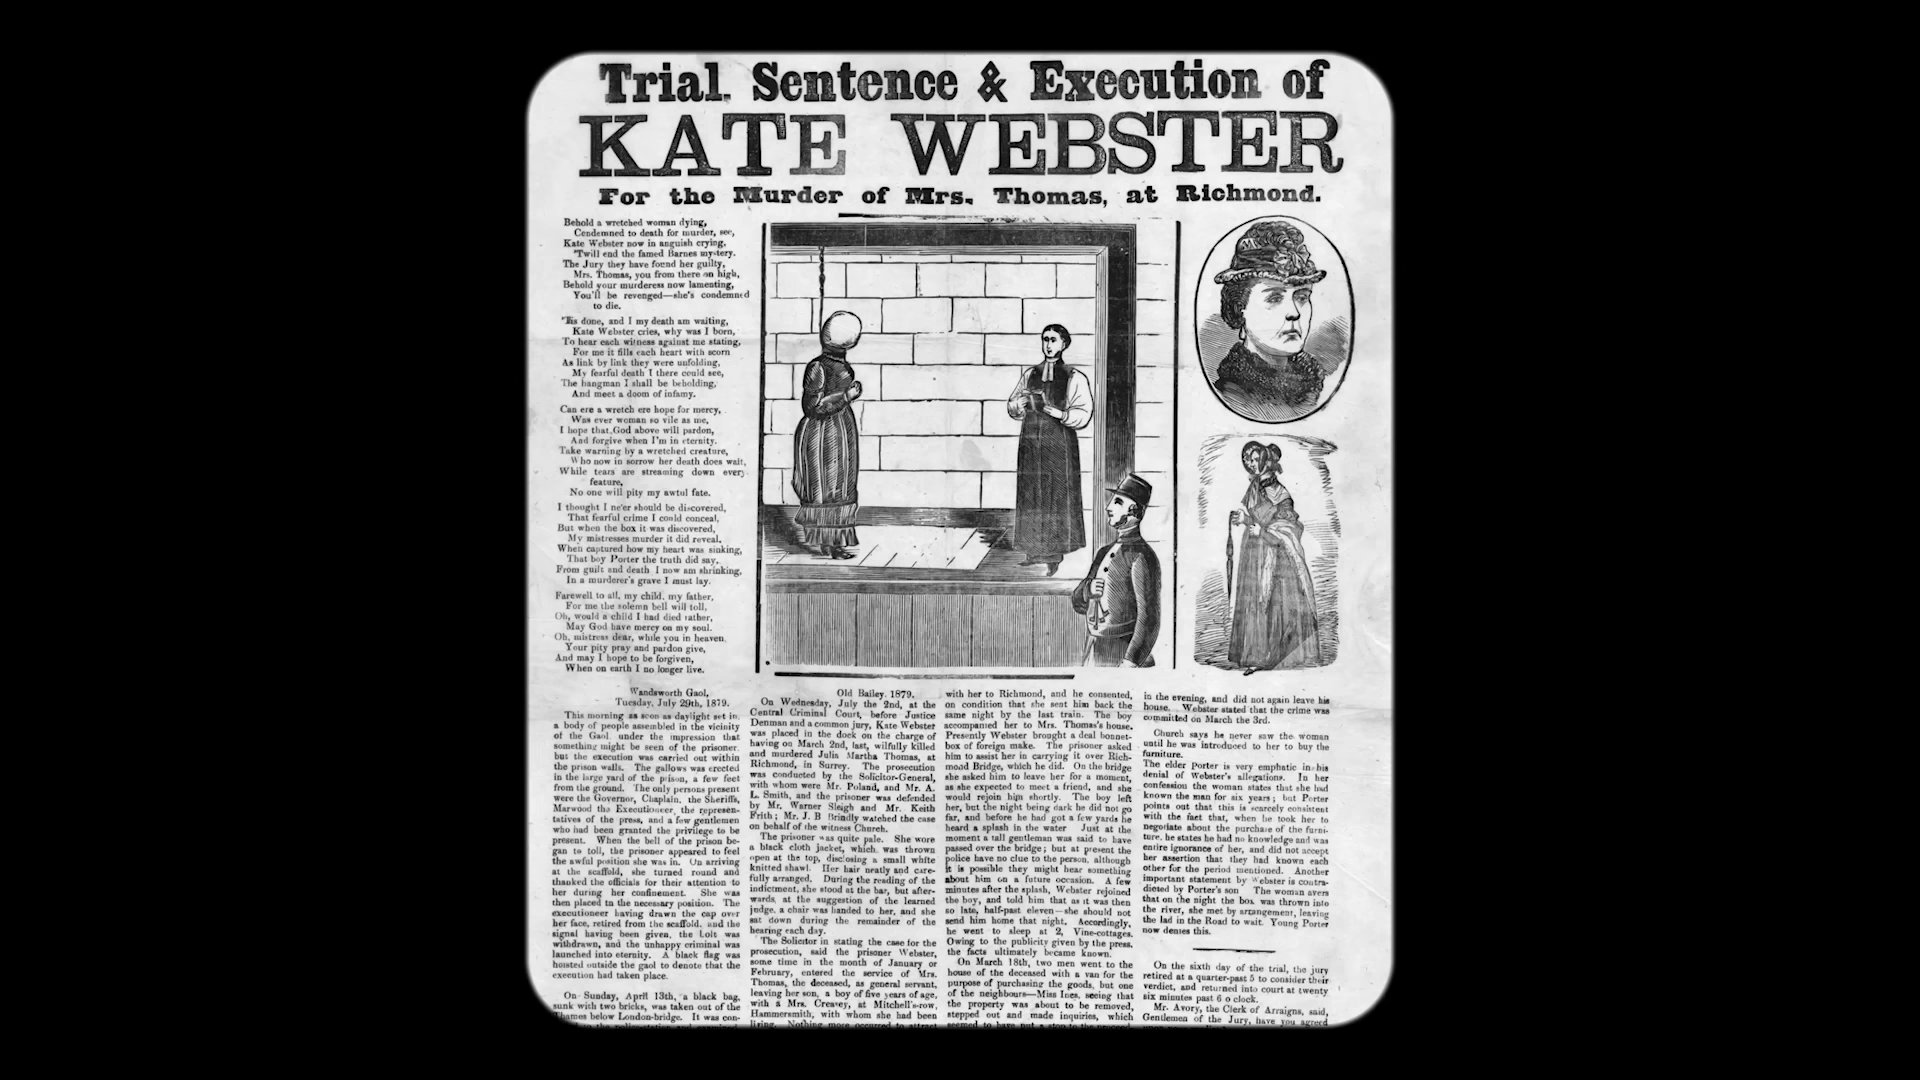 Trial. Sentence & Execution of
KATE WEBSTER
For the Murder of Mrs. Thomas, at Richmond.
Behold a wretched woman dying,
Condemned to death for murder, see,
Kate Webster now in anguish crying,
'Twill end the famed Barnes mystery.
The Jury they have found her guilty,
Mrs. Thomas, you from there on high,
Behold your murderess now lamenting,
You'll be revenged—she's condemned
to die.
'Tis done, and I my death am waiting,
Kate Webster cries, why was I born,
To hear each witness against me stating,
For me it fills each heart with scorn
As link by link they were unfolding,
My fearful death I there could see,
The hangman I shall be beholding,
And meet a doom of infamy.
Can ere a wretch ere hope for mercy,
Was ever woman so vile as me,
I hope that God above will pardon,
And forgive when I'm in eternity.
Take warning by a wretched creature,
Who now in sorrow her death does wait,
While tears are streaming down every
feature,
No one will pity my awtul fate.
I thought I ne'er should be discovered,
That fearful crime I could conceal,
But when the box it was discovered,
My mistresses murder it did reveal.
When captured how my heart was sinking,
That boy Porter the truth did say,
From guilt and death I now am shrinking,
In a murderer's grave I must lay.
Farewell to all, my child, my father,
For me the solemn bell will toll,
Oh, would a child I had died rather,
May God have mercy on my soul.
Oh, mistress dear, while you in heaven,
Your pity pray and pardon give,
And may I hope to be forgiven,
When on earth I no longer live.
Wandsworth Gaol,
Tuesday, July 29th, 1879.
This morning as soon as daylight set in,
a body of people assembled in the vicinity
of the Gaol, under the impression that
something might be seen of the prisoner,
but the execution was carried out within
the prison walls. The gallows was erected
in the large yard of the prison, a few feet
from the ground. The only persons present
were the Governor, Chaplain, the Sheriffs,
Marwood the Executioneer, the represen-
tatives of the press, and a few gentlemen
who had been granted the privilege to be
present. When the bell of the prison be-
gan to toll, the prisoner appeared to feel
the awful position she was in. On arriving
at the scaffold, she turned round and
thanked the officials for their attention to
her during her confinement. She was
then placed in the necessary position. The
executioneer having drawn the cap over
her face, retired from the scaffold, and the
signal having been given, the bolt was
withdrawn, and the unhappy criminal was
launched into eternity. A black flag was
hoisted outside the gaol to denote that the
execution had taken place.
On Sunday, April 13th, a black bag,
sunk with two bricks, was taken out of the
Thames below London-bridge. It was con-
Old Bailey, 1879.
On Wednesday, July the 2nd, at the
Central Criminal Court, before Justice
Denman and a common jury, Kate Webster
was placed in the dock on the charge of
having on March 2nd, last, wilfully killed
and murdered Julia Martha Thomas, at
Richmond, in Surrey. The prosecution
was conducted by the Solicitor-General,
with whom were Mr. Poland, and Mr. A.
L. Smith, and the prisoner was defended
by Mr. Warner Sleigh and Mr. Keith
Frith; Mr. J. B Brindly watched the case
on behalf of the witness Church.
The prisoner was quite pale. She wore
a black cloth jacket, which was thrown
open at the top, disclosing a small white
knitted shawl. Her hair neatly and care-
fully arranged. During the reading of the
indictment, she stood at the bar, but after-
wards, at the suggestion of the learned
judge, a chair was handed to her, and she
sat down during the remainder of the
hearing each day.
The Solicitor in stating the case for the
prosecution, said the prisoner Webster,
some time in the month of January or
February, entered the service of Mrs.
Thomas, the deceased, as general servant,
leaving her son, a boy of five years of age,
with a Mrs. Creavey, at Mitchell's-row,
Hammersmith, with whom she had been
living. Nothing more occurred to attract
with her to Richmond, and he consented,
on condition that she sent him back the
same night by the last train. The boy
accompanied her to Mrs. Thomas's house.
Presently Webster brought a deal bonnet-
box of foreign make. The prisoner asked
him to assist her in carrying it over Rich-
mond Bridge, which he did. On the bridge
she asked him to leave her for a moment,
as she expected to meet a friend, and she
would rejoin him shortly. The boy left
her, but the night being dark he did not go
far, and before he had got a few yards he
heard a splash in the water Just at the
moment a tall gentleman was said to have
passed over the bridge; but at present the
police have no clue to the person, although
it is possible they might hear something
about him on a future occasion. A few
minutes after the splash, Webster rejoined
the boy, and told him that as it was then
so late, half-past eleven—she should not
send him home that night. Accordingly,
he went to sleep at 2, Vine-cottages.
Owing to the publicity given by the press,
the facts ultimately became known.
On March 18th, two men went to the
house of the deceased with a van for the
purpose of purchasing the goods, but one
of the neighbours—Miss Ines, seeing that
the property was about to be removed,
stepped out and made inquiries, which
seemed to have put a stop to the
in the evening, and did not again leave his
house. Webster stated that the crime was
committed on March the 3rd.
Church says he never saw the woman
until he was introduced to her to buy the
furniture.
The elder Porter is very emphatic in his
denial of Webster's allegations. In her
confession the woman states that she had
known the man for six years; but Porter
points out that this is scarcely consistent
with the fact that, when he took her to
negotiate about the purchase of the furni-
ture, he states he had no knowledge and was
entire ignorance of her, and did not accept
her assertion that they had known each
other for the period mentioned. Another
important statement by Webster is contra-
dicted by Porter's son The woman avers
that on the night the box was thrown into
the river, she met by arrangement, leaving
the lad in the Road to wait. Young Porter
now denies this.
On the sixth day of the trial, the jury
retired at a quarter-past 5 to consider their
verdict, and returned into court at twenty
six minutes past 6 o clock.
Mr. Avory, the Clerk of Arraigns, said,
Gentlemen of the Jury, have you agreed